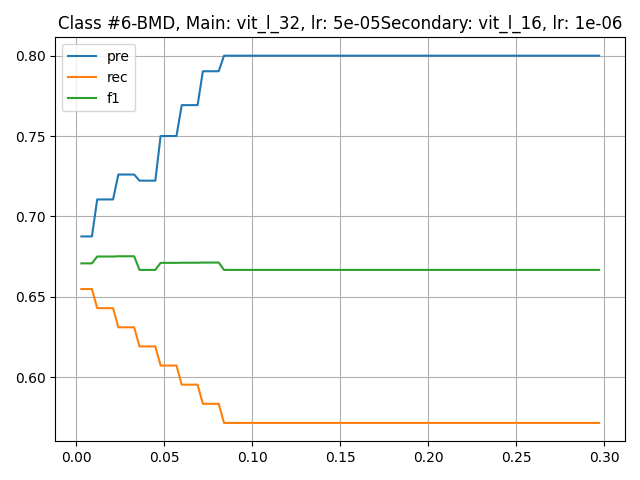 Class #6-BMD, Main: vit_l_32, lr: 5e-05Secondary: vit_l_16, lr: 1e-06
pre
rec
f1
0.80
0.75
0.70
0.65
0.60
0.00 0.05 0.10 0.15 0.20 0.25 0.30